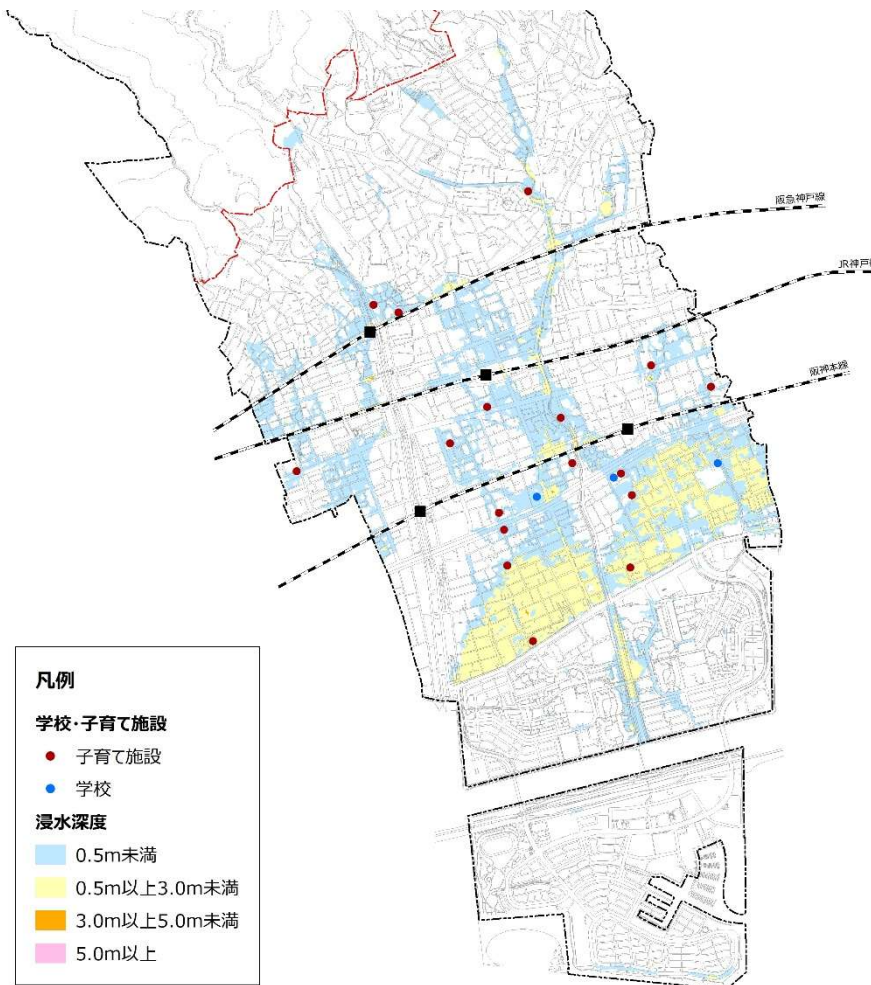 阪急神戸線
JR神戸
阪神本線
凡例
学校・子育て施設
子育て施設
学校
浸水深度
0.5m未満
0.5m以上3.0m未満
3.0m以上5.0m未満
5.0m以上